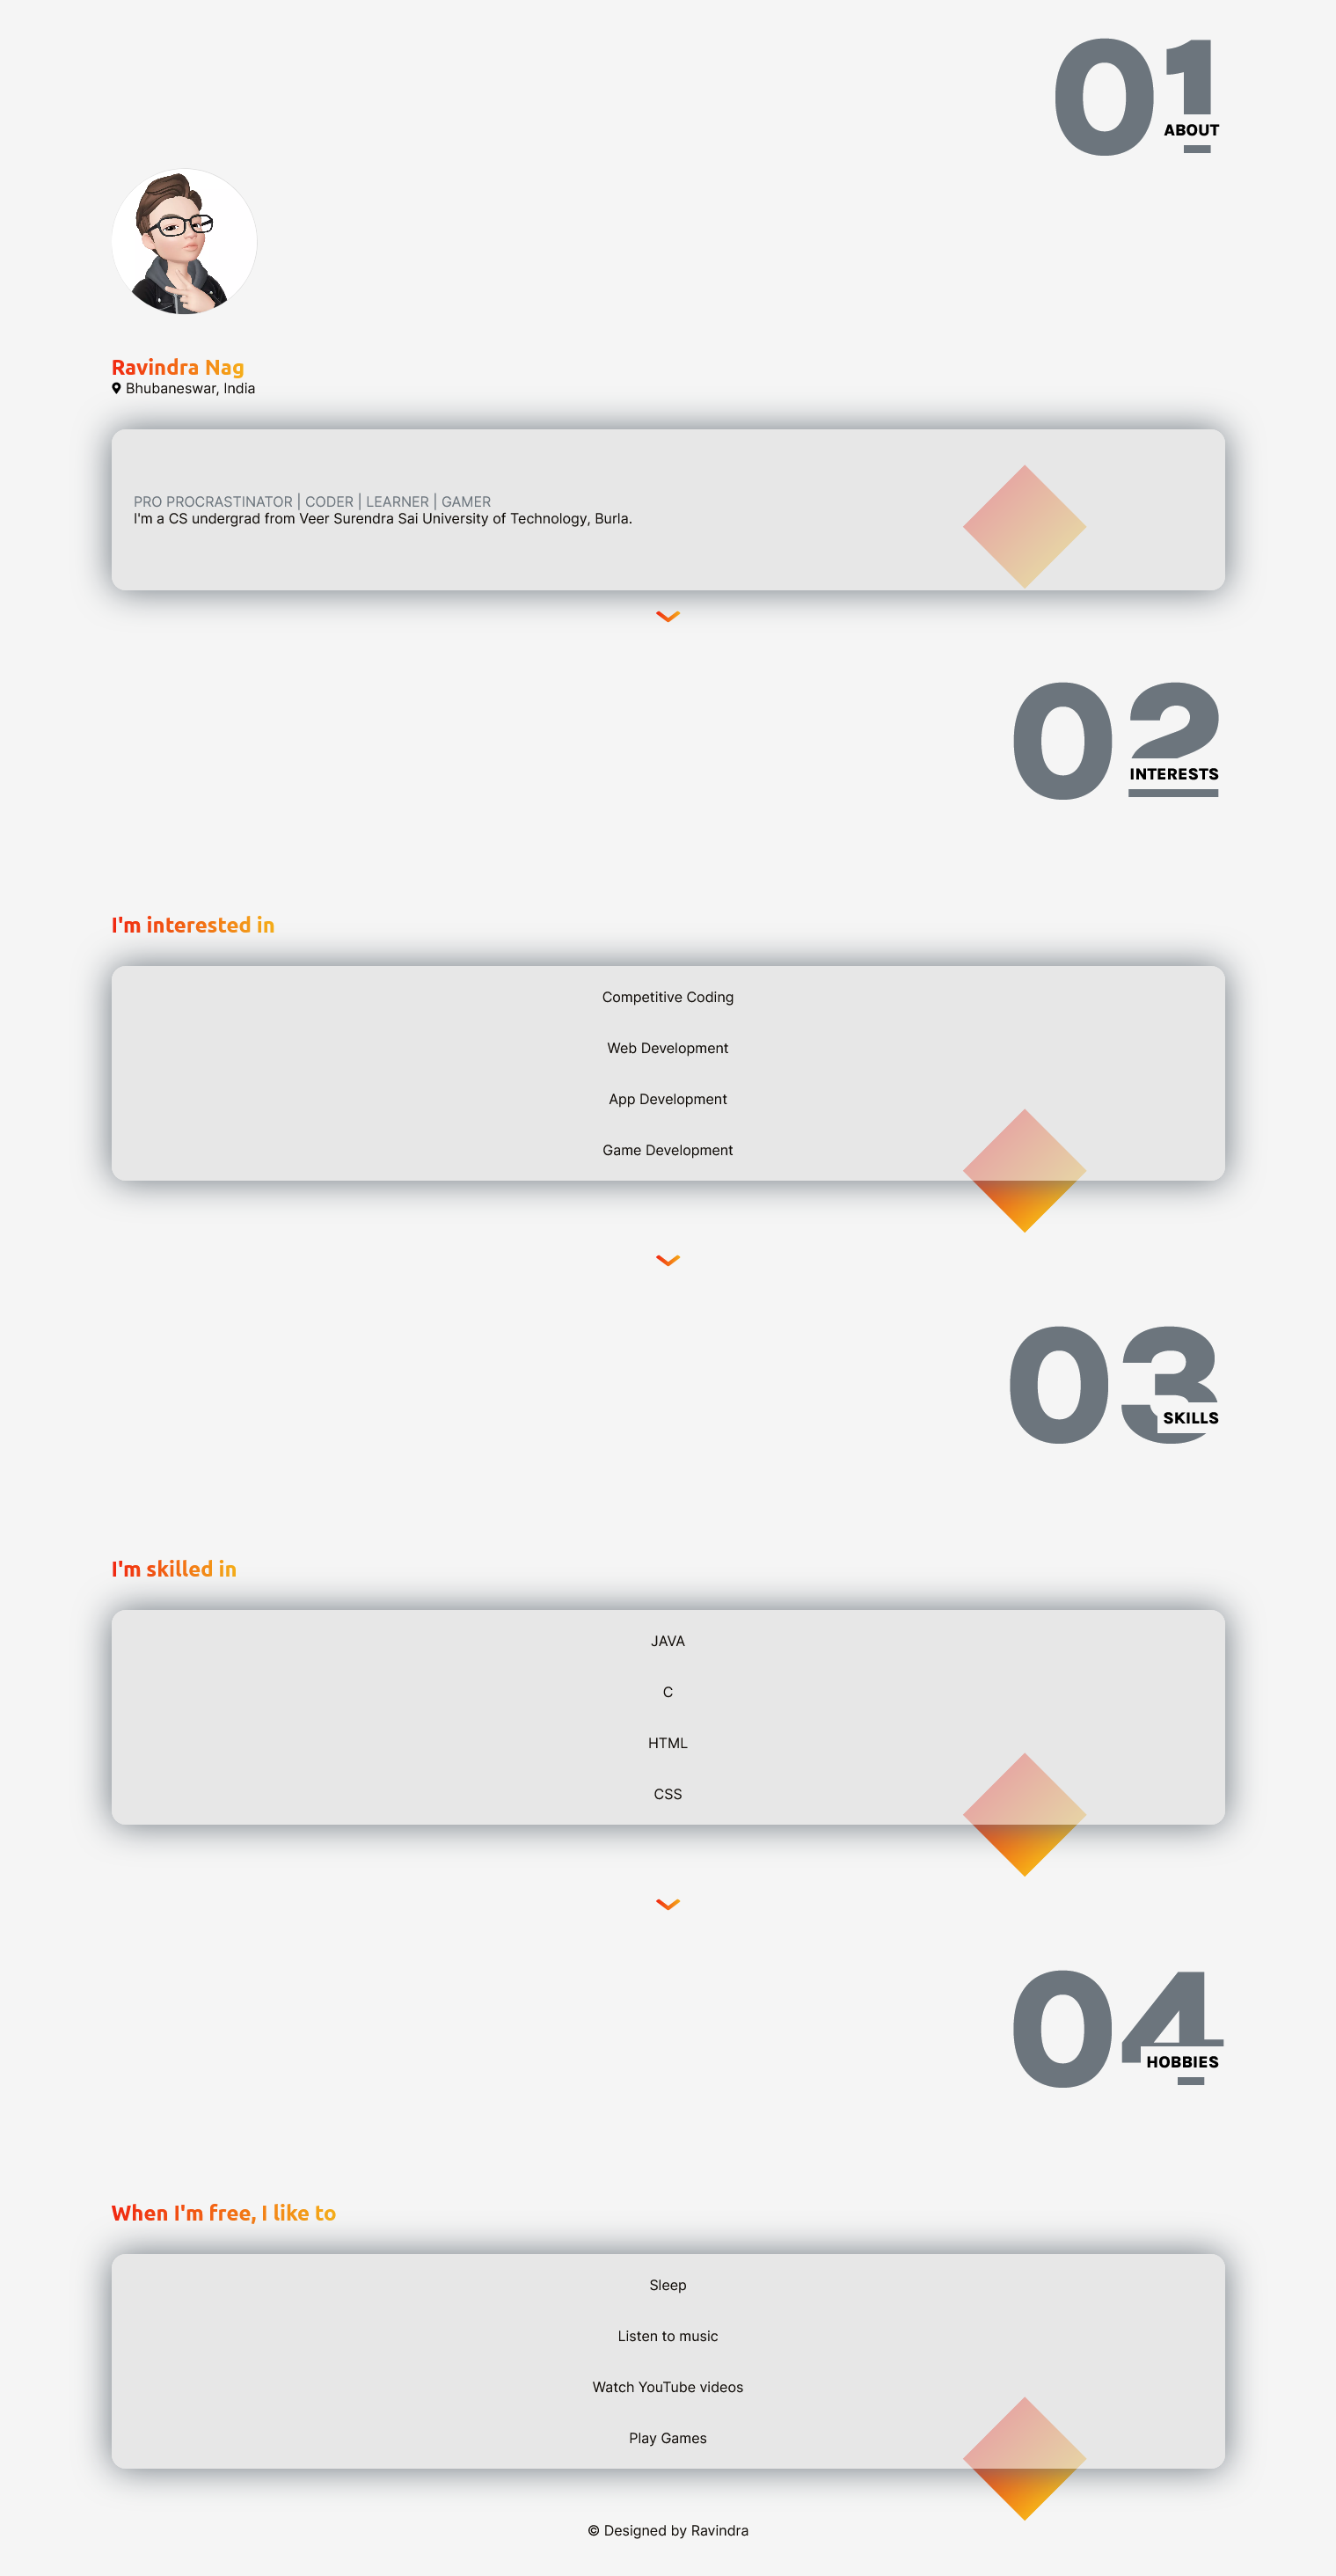 01
ABOUT
Ravindra Nag
Bhubaneswar, India
PRO PROCRASTINATOR | CODER | LEARNER | GAMER
I'm a CS undergrad from Veer Surendra Sai University of Technology, Burla.
02
INTERESTS
I'm interested in
Competitive Coding
Web Development
App Development
Game Development
03
SKILLS
I'm skilled in
JAVA
C
HTML
CSS
04
HOBBIES
When I'm free, I like to
Sleep
Listen to music
Watch YouTube videos
Play Games
© Designed by Ravindra